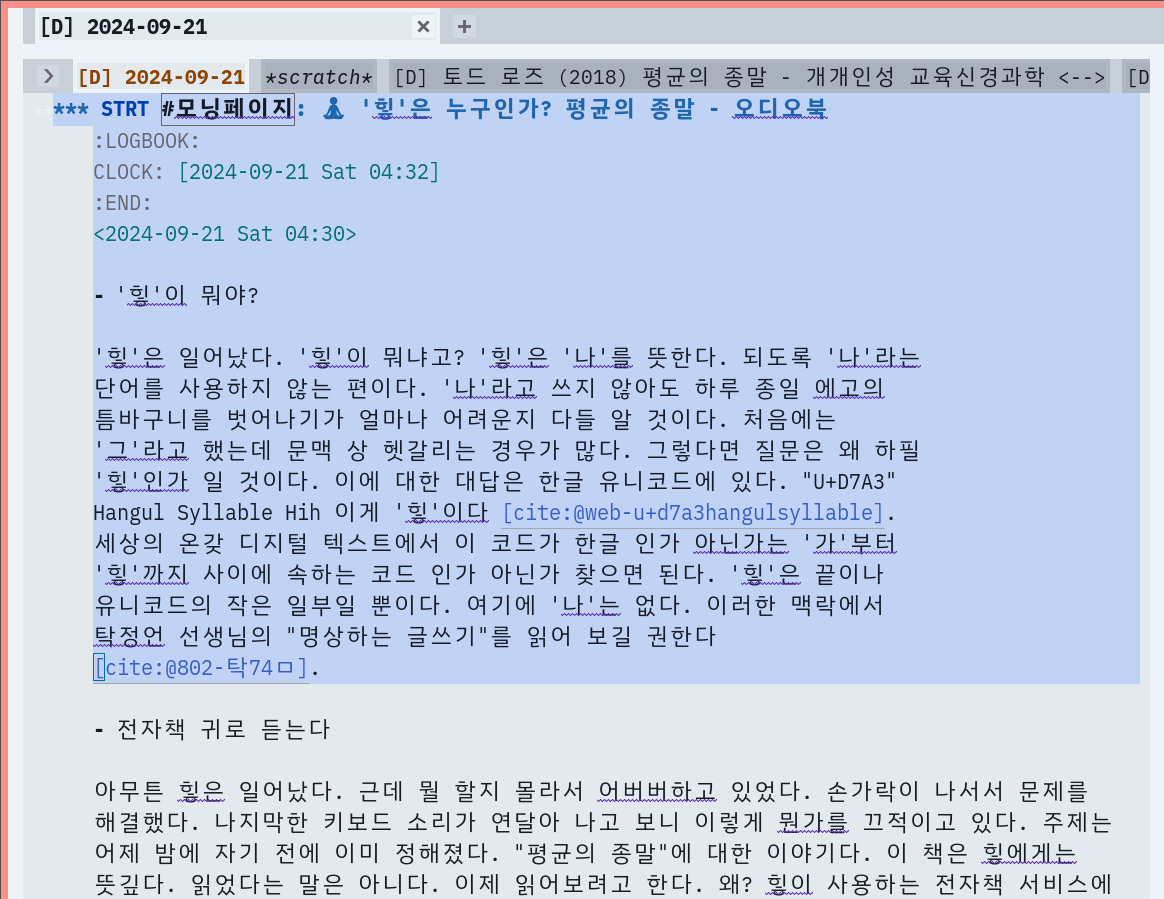 [D] 2024-09-21
[D] 2024-09-21 *scratch* [D] 토드 로즈 (2018) 평균의 종말 - 개개인성 교육신경과학 <--> [D
*** STRT #모닝페이지: 🧘 '힣'은 누구인가? 평균의 종말 - 오디오북
:LOGBOOK:
CLOCK: [2024-09-21 Sat 04:32]
:END:
<2024-09-21 Sat 04:30>
- '힣'이 뭐야?
'힣'은 일어났다. '힣'이 뭐냐고? '힣'은 '나'를 뜻한다. 되도록 '나'라는
단어를 사용하지 않는 편이다. '나'라고 쓰지 않아도 하루 종일 에고의
틈바구니를 벗어나기가 얼마나 어려운지 다들 알 것이다. 처음에는
'그'라고 했는데 문맥 상 헷갈리는 경우가 많다. 그렇다면 질문은 왜 하필
'힣'인가 일 것이다. 이에 대한 대답은 한글 유니코드에 있다. "U+D7A3"
Hangul Syllable Hih 이게 '힣'이다 [cite:@web-u+d7a3hangulsyllable].
세상의 온갖 디지털 텍스트에서 이 코드가 한글 인가 아닌가는 '가'부터
'힣'까지 사이에 속하는 코드 인가 아닌가 찾으면 된다. '힣'은 끝이나
유니코드의 작은 일부일 뿐이다. 여기에 '나'는 없다. 이러한 맥락에서
탁정언 선생님의 "명상하는 글쓰기"를 읽어 보길 권한다
[cite:@802-탁74ㅁ].
- 전자책 귀로 듣는다
아무튼 힣은 일어났다. 근데 뭘 할지 몰라서 어버버하고 있었다. 손가락이 나서서 문제를
해결했다. 나지막한 키보드 소리가 연달아 나고 보니 이렇게 뭔가를 끄적이고 있다. 주제는
어제 밤에 자기 전에 이미 정해졌다. "평균의 종말"에 대한 이야기다. 이 책은 힣에게는
뜻깊다. 읽었다는 말은 아니다. 이제 읽어보려고 한다. 왜? 힣이 사용하는 전자책 서비스에